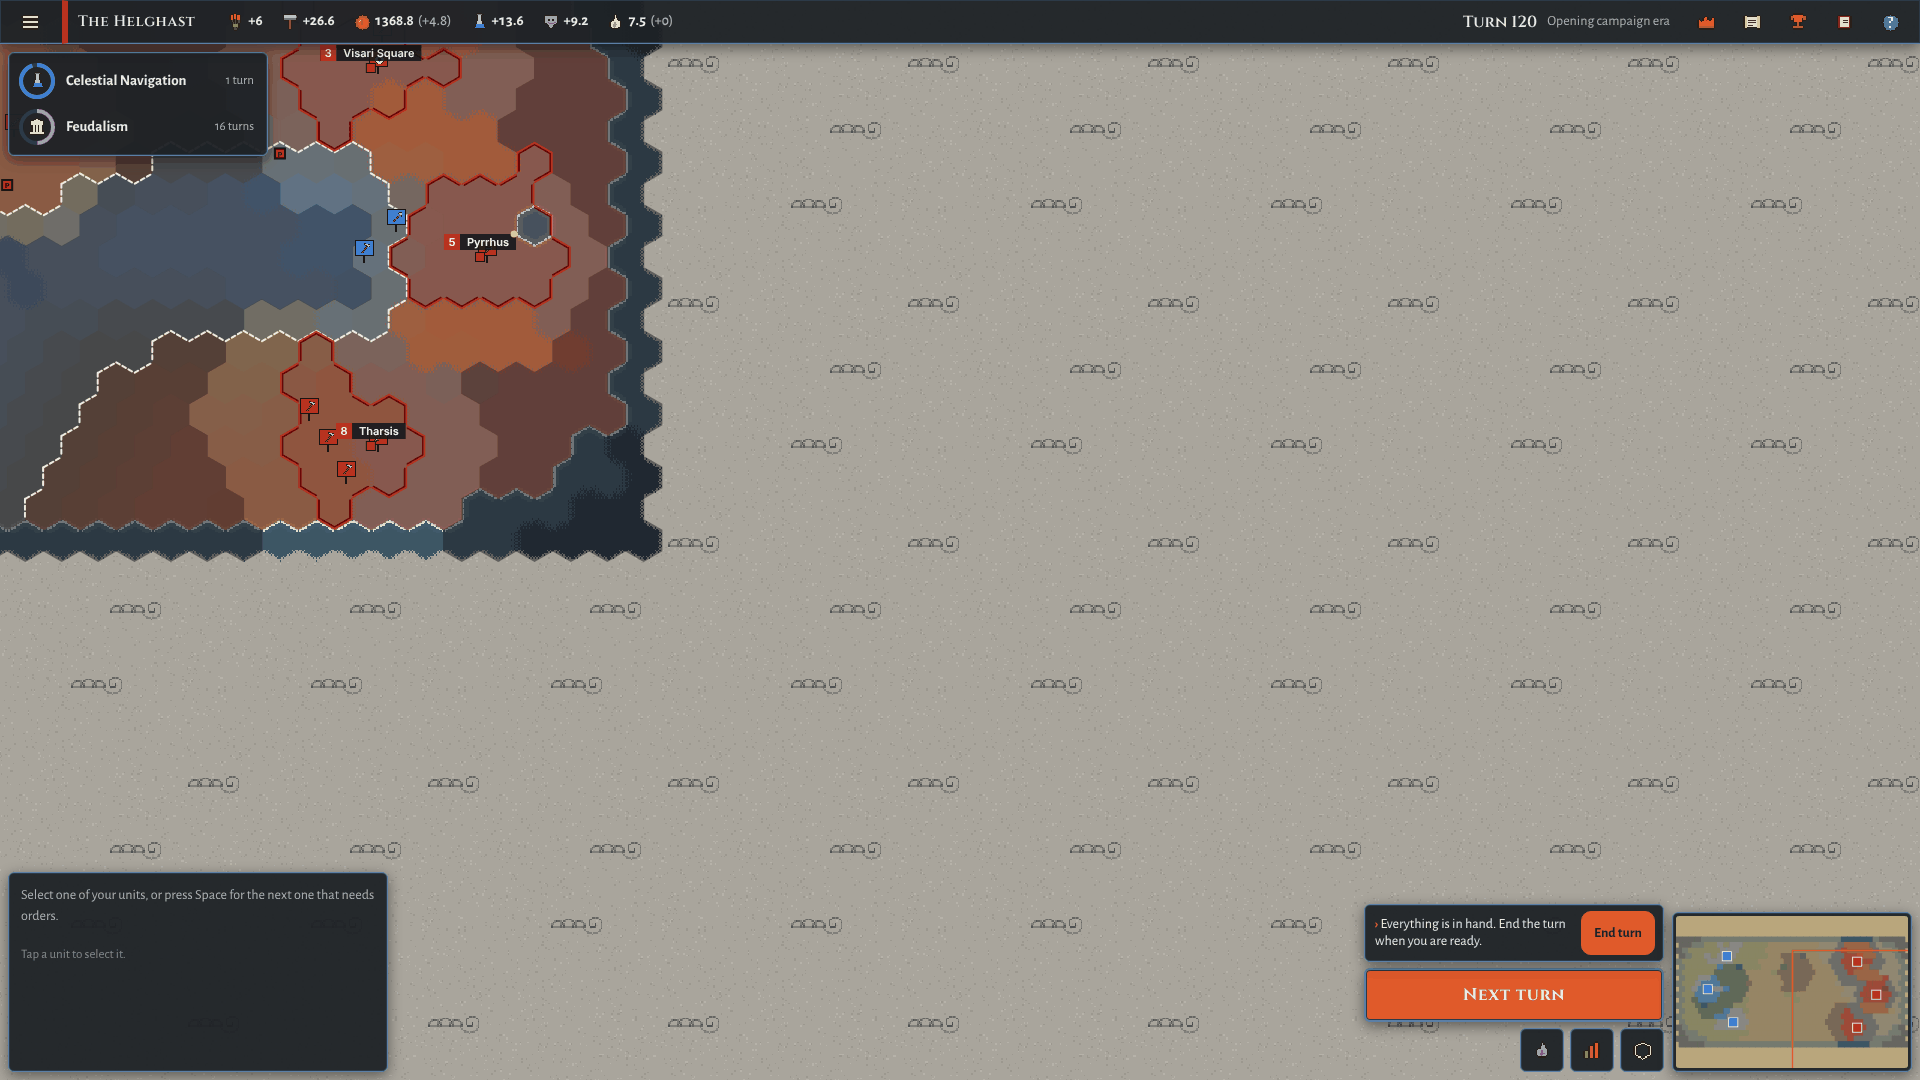 THE HELGHAST +6 +26.6 1368.8 (+4.8) +13.6 +9.2 7.5 (+0) TURN 120 Opening campaign era
3 Visari Square
Celestial Navigation 1 turn
Feudalism 16 turns
5 Pyrrhus
8 Tharsis
Select one of your units, or press Space for the next one that needs
orders.
Tap a unit to select it.
› Everything is in hand. End the turn
when you are ready.
End turn
NEXT TURN